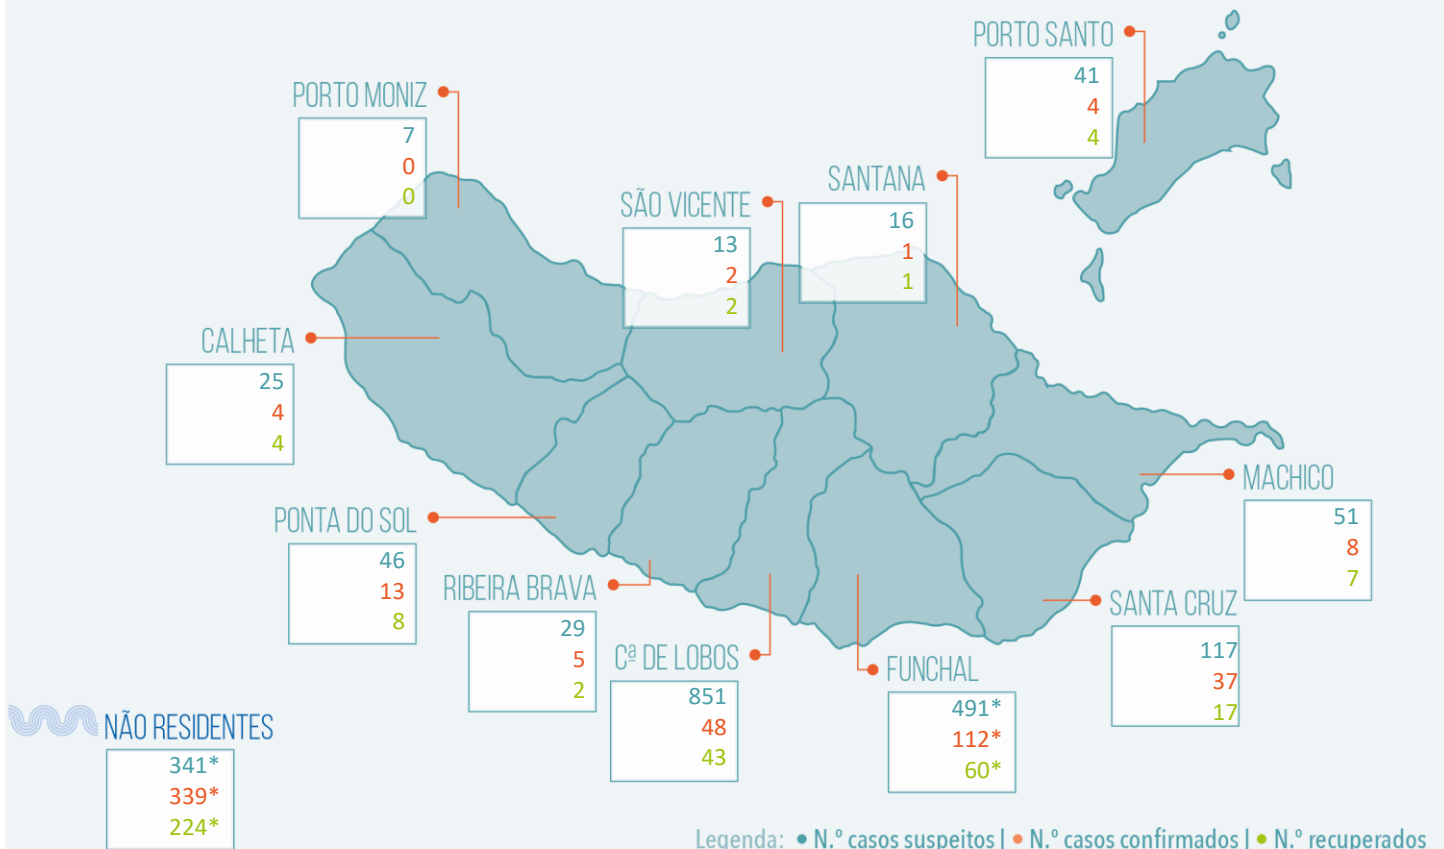 PORTO SANTO
41
4
4
PORTO MONIZ
7
0
0
SANTANA
16
1
1
SÃO VICENTE
13
2
2
CALHETA
25
4
4
MACHICO
51
8
7
PONTA DO SOL
46
13
8
RIBEIRA BRAVA
29
5
2
SANTA CRUZ
117
37
17
Cª DE LOBOS
851
48
43
FUNCHAL
491*
112*
60*
NÃO RESIDENTES
341*
339*
224*
Legenda: • N.º casos suspeitos | • N.º casos confirmados | • N.º recuperados